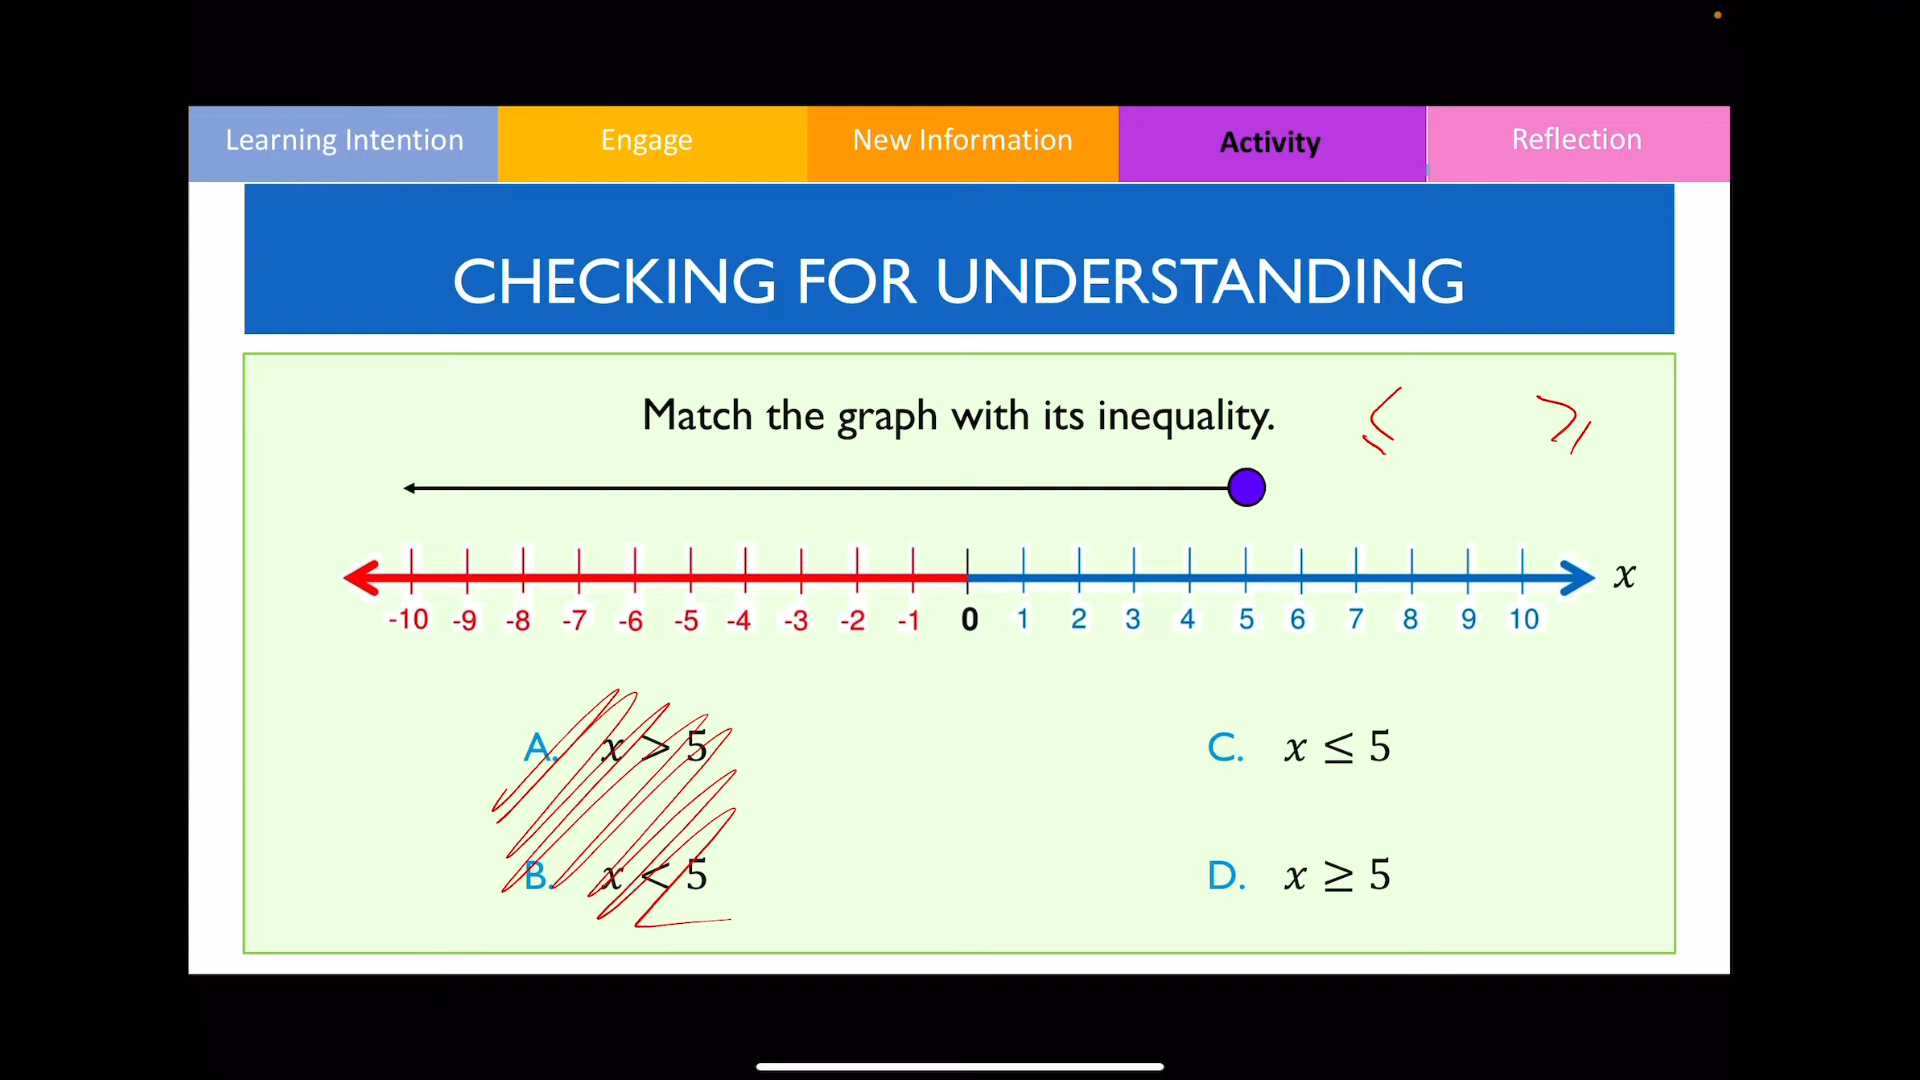 Learning Intention Engage New Information Activity Reflection
CHECKING FOR UNDERSTANDING
Match the graph with its inequality. ≤ ≥
x
-10 -9 -8 -7 -6 -5 -4 -3 -2 -1 0 1 2 3 4 5 6 7 8 9 10
A. x > 5 C. x ≤ 5
B. x < 5 D. x ≥ 5